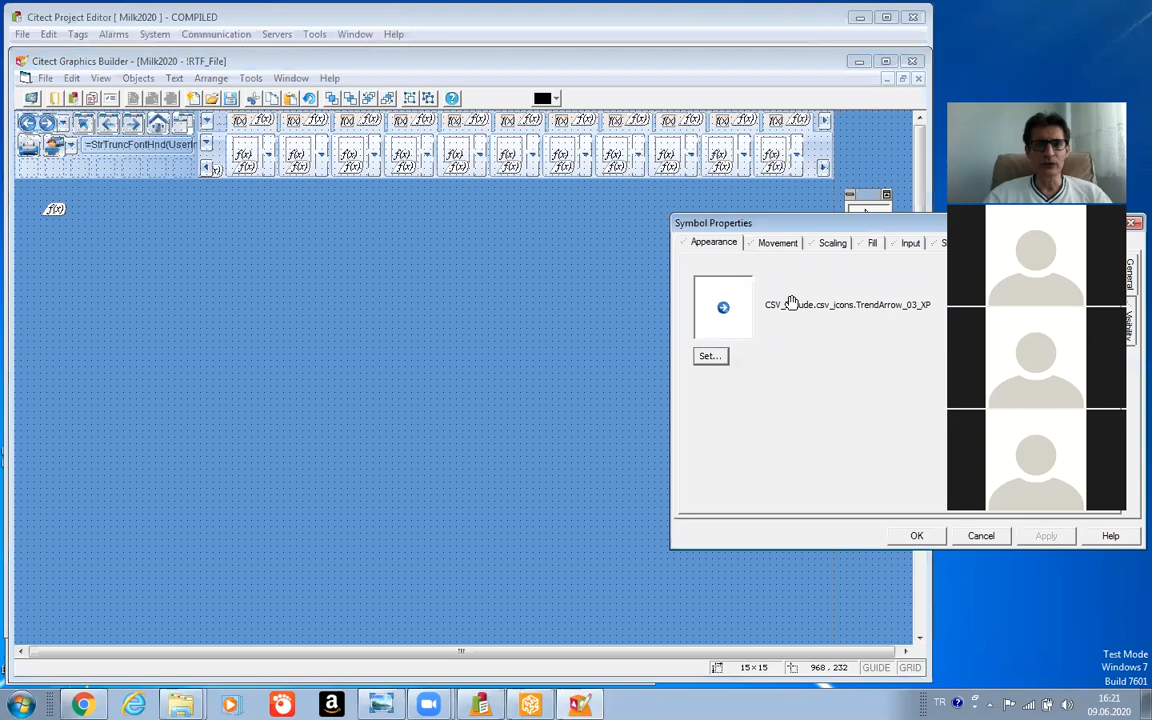 Citect Project Editor [ Milk2020 ] - COMPILED
File Edit Tags Alarms System Communication Servers Tools Window Help
Citect Graphics Builder - [Milk2020 - !RTF_File]
File Edit View Objects Text Arrange Tools Window Help
f(x) f(x) f(x) f(x) f(x) f(x) f(x) f(x) f(x) f(x) f(x)
=StrTruncFontHnd(UserIn
f(x) f(x) f(x) f(x) f(x) f(x) f(x) f(x) f(x) f(x) f(x)
f(x) f(x) f(x) f(x) f(x) f(x) f(x) f(x) f(x) f(x) f(x)
f(x)
Symbol Properties
Appearance Movement Scaling Fill Input S
General
Visibility
.csv_icons.TrendArrow_03_XP
Set...
OK Cancel Apply Help
15×15 968 , 232 GUIDE GRID
Test Mode
Windows 7
Build 7601
TR
16:21
09.06.2020